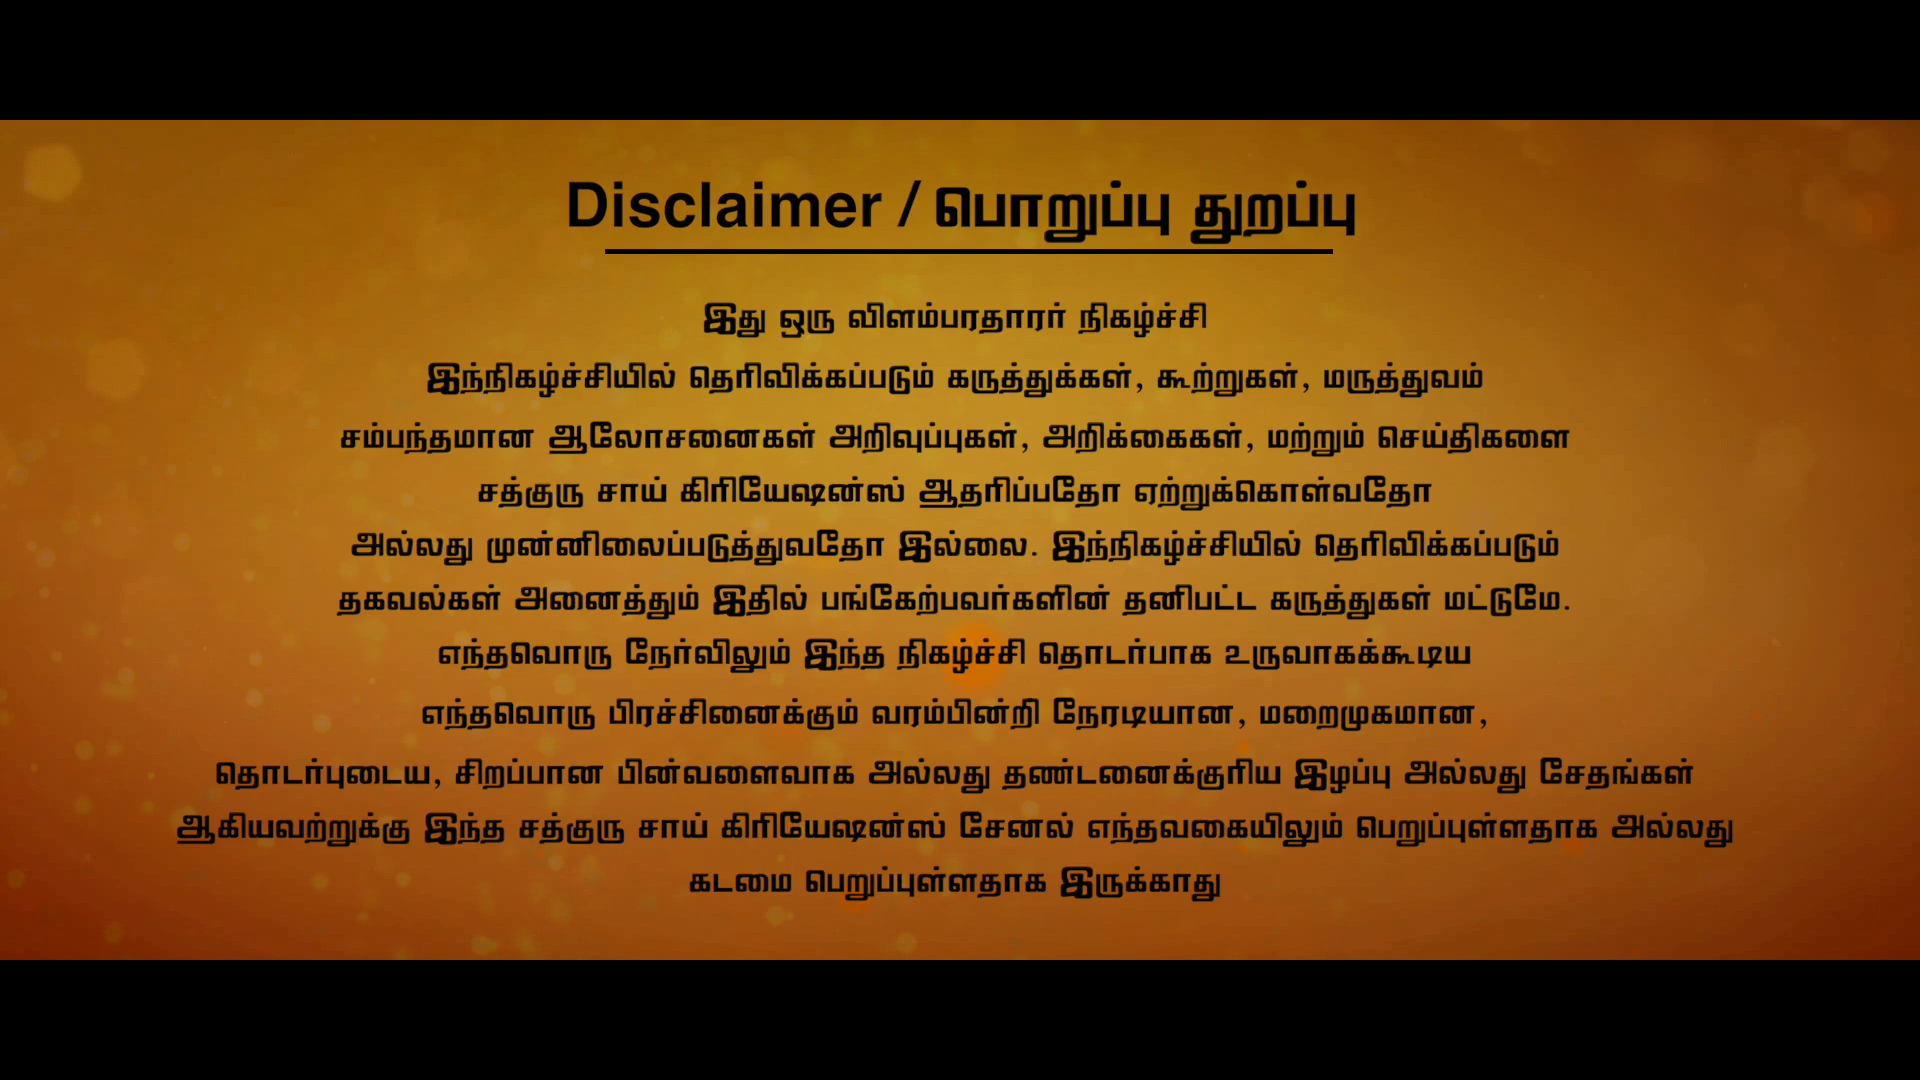 Disclaimer / பொறுப்பு துறப்பு
இது ஒரு விளம்பரதாரர் நிகழ்ச்சி
இந்நிகழ்ச்சியில் தெரிவிக்கப்படும் கருத்துக்கள், கூற்றுகள், மருத்துவம்
சம்பந்தமான ஆலோசனைகள் அறிவுப்புகள், அறிக்கைகள், மற்றும் செய்திகளை
சத்குரு சாய் கிரியேஷன்ஸ் ஆதரிப்பதோ ஏற்றுக்கொள்வதோ
அல்லது முன்னிலைப்படுத்துவதோ இல்லை. இந்நிகழ்ச்சியில் தெரிவிக்கப்படும்
தகவல்கள் அனைத்தும் இதில் பங்கேற்பவர்களின் தனிபட்ட கருத்துகள் மட்டுமே.
எந்தவொரு நேர்விலும் இந்த நிகழ்ச்சி தொடர்பாக உருவாகக்கூடிய
எந்தவொரு பிரச்சினைக்கும் வரம்பின்றி நேரடியான, மறைமுகமான,
தொடர்புடைய, சிறப்பான பின்வளைவாக அல்லது தண்டனைக்குரிய இழப்பு அல்லது சேதங்கள்
ஆகியவற்றுக்கு இந்த சத்குரு சாய் கிரியேஷன்ஸ் சேனல் எந்தவகையிலும் பெறுப்புள்ளதாக அல்லது
கடமை பெறுப்புள்ளதாக இருக்காது